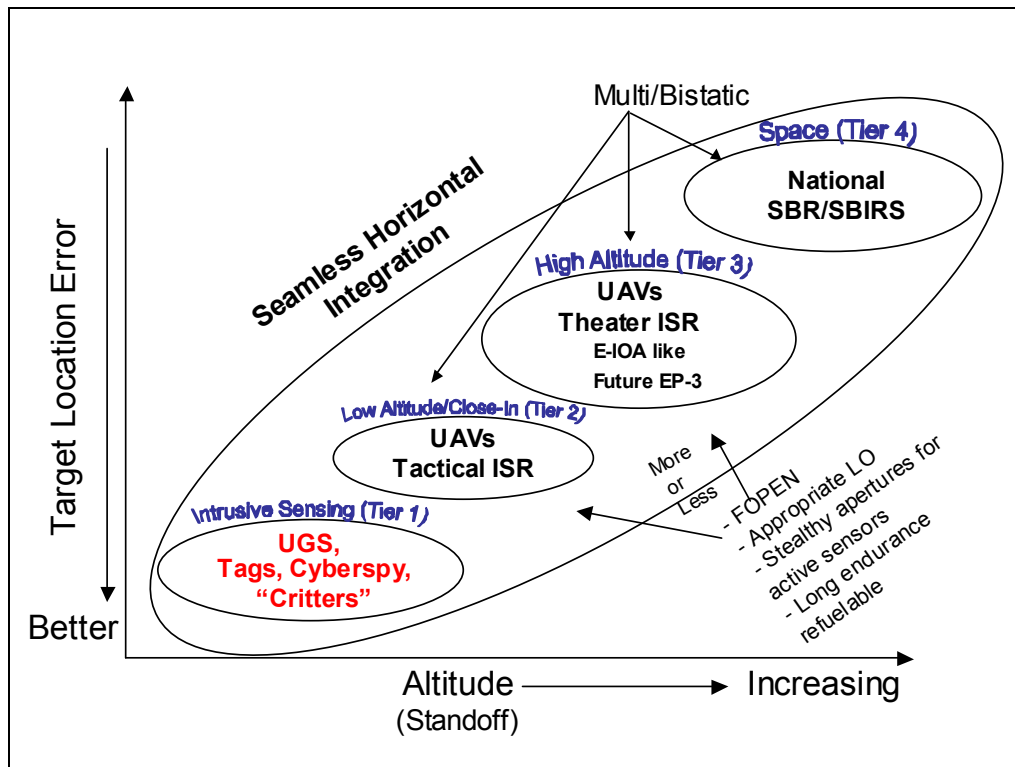 Multi/Bistatic
Space (Tier 4)
National
SBR/SBIRS
Seamless Horizontal
Integration
High Altitude (Tier 3)
UAVs
Theater ISR
E-IOA like
Future EP-3
Low Altitude/Close-In (Tier 2)
UAVs
Tactical ISR
Intrusive Sensing (Tier 1)
UGS,
Tags, Cyberspy,
“Critters”
More
or
Less
- FOPEN
- Appropriate LO
- Stealthy apertures for
active sensors
- Long endurance
refuelable
Target Location Error
Better
Altitude
(Standoff)
Increasing